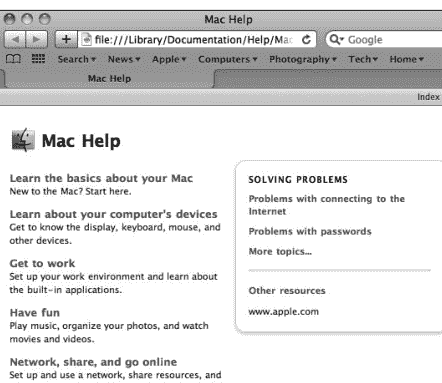 Mac Help
file:///Library/Documentation/Help/Mac
Google
Search News Apple Computers Photography Tech Home
Mac Help
Index
Mac Help
Learn the basics about your Mac
New to the Mac? Start here.
Learn about your computer's devices
Get to know the display, keyboard, mouse, and
other devices.
Get to work
Set up your work environment and learn about
the built-in applications.
Have fun
Play music, organize your photos, and watch
movies and videos.
Network, share, and go online
Set up and use a network, share resources, and
SOLVING PROBLEMS
Problems with connecting to the
Internet
Problems with passwords
More topics...
Other resources
www.apple.com